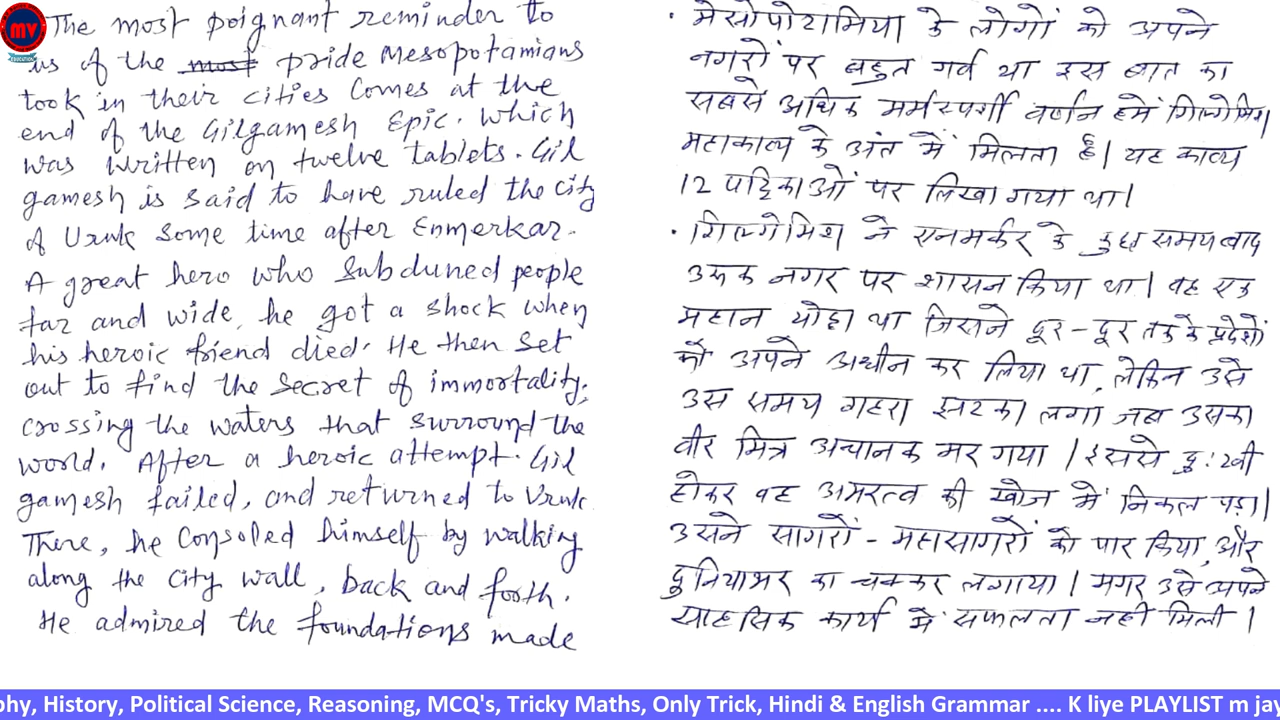 mv
EDUCATION
The most poignant reminder to
us of the most pride Mesopotamians
took in their cities comes at the
end of the Gilgamesh Epic. which
was written on twelve tablets. Gil
gamesh is said to have ruled the city
of Uruk some time after Enmerkar.
A great hero who subduned people
far and wide, he got a shock when
his heroic friend died. He then set
out to find the secret of immortality,
crossing the waters that surround the
world. After a heroic attempt. Gil
gamesh failed, and returned to Uruk.
There, he consoled himself by walking
along the city wall, back and forth.
He admired the foundations made
• मेसोपोटामिया के लोगों को अपने
नगरों पर बहुत गर्व था इस बात का
सबसे अधिक मर्मस्पर्शी वर्णन हमें गिल्गेमिश
महाकाव्य के अंत में मिलता है। यह काव्य
12 पट्टिकाओं पर लिखा गया था।
• गिल्गेमिश ने एनमर्कर के कुछ समय बाद
उरुक नगर पर शासन किया था। वह एक
महान योद्धा था जिसने दूर-दूर तक के प्रदेशों
को अपने अधीन कर लिया था, लेकिन उसे
उस समय गहरा झटका लगा जब उसका
वीर मित्र अचानक मर गया। इससे दु:खी
होकर वह अमरत्व की खोज में निकल पड़ा।
उसने सागरों-महासागरों को पार किया, और
दुनियाभर का चक्कर लगाया। मगर उसे अपने
साहसिक कार्य में सफलता नहीं मिली।
phy, History, Political Science, Reasoning, MCQ's, Tricky Maths, Only Trick, Hindi & English Grammar .... K liye PLAYLIST m jay